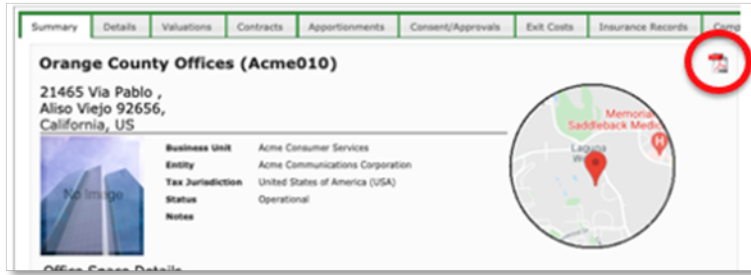 Summary Details Valuations Contracts Apportionments Consent/Approvals Exit Costs Insurance Records
Orange County Offices (Acme010)
21465 Via Pablo ,
Aliso Viejo 92656,
California, US
Business Unit Acme Consumer Services
Entity Acme Communications Corporation
Tax Jurisdiction United States of America (USA)
Status Operational
Notes
No Image
Memorial
Saddleback Medic
Laguna
H
Office Space Details